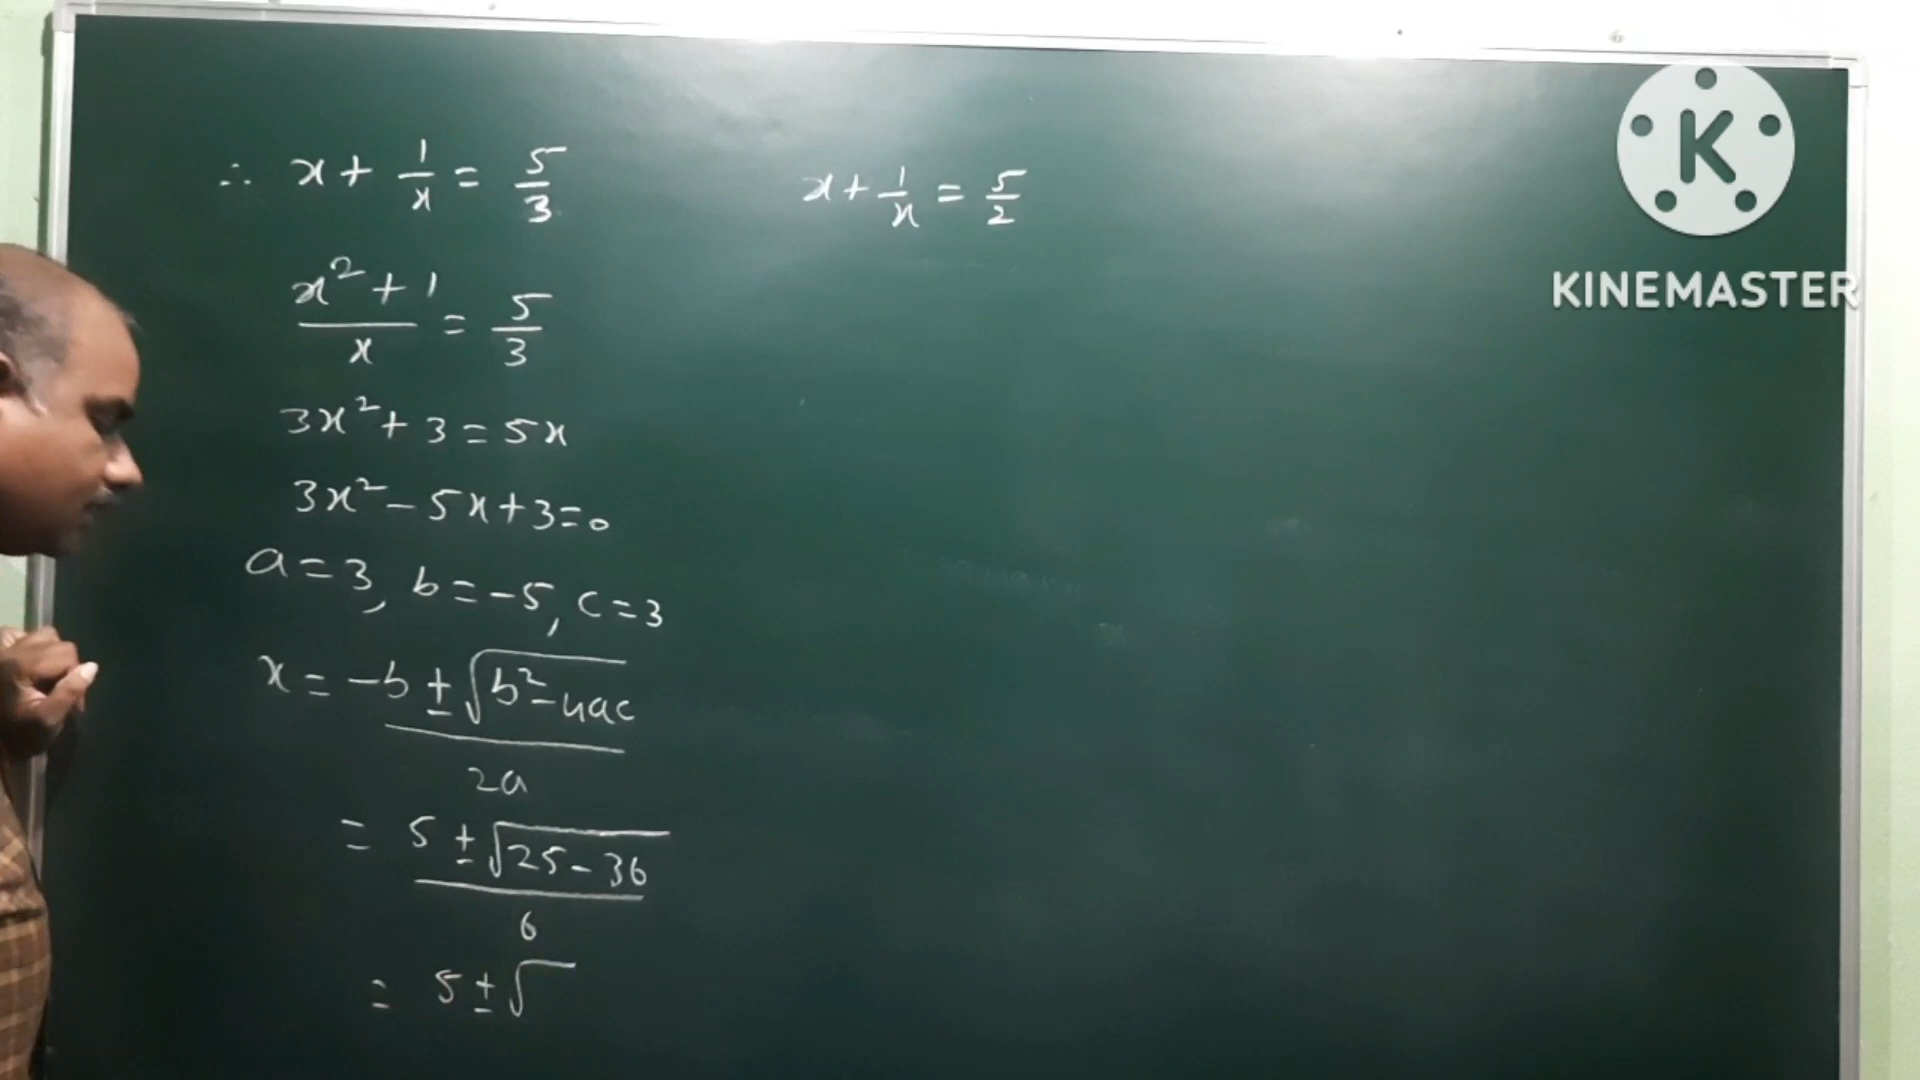 ∴ x + 1/x = 5/3
x² + 1 / x = 5/3
3x² + 3 = 5x
3x² - 5x + 3 = 0
a = 3, b = -5, c = 3
x = -b ± √b² - 4ac / 2a
= 5 ± √25 - 36 / 6
= 5 ± √
x + 1/x = 5/2
K
KINEMASTER